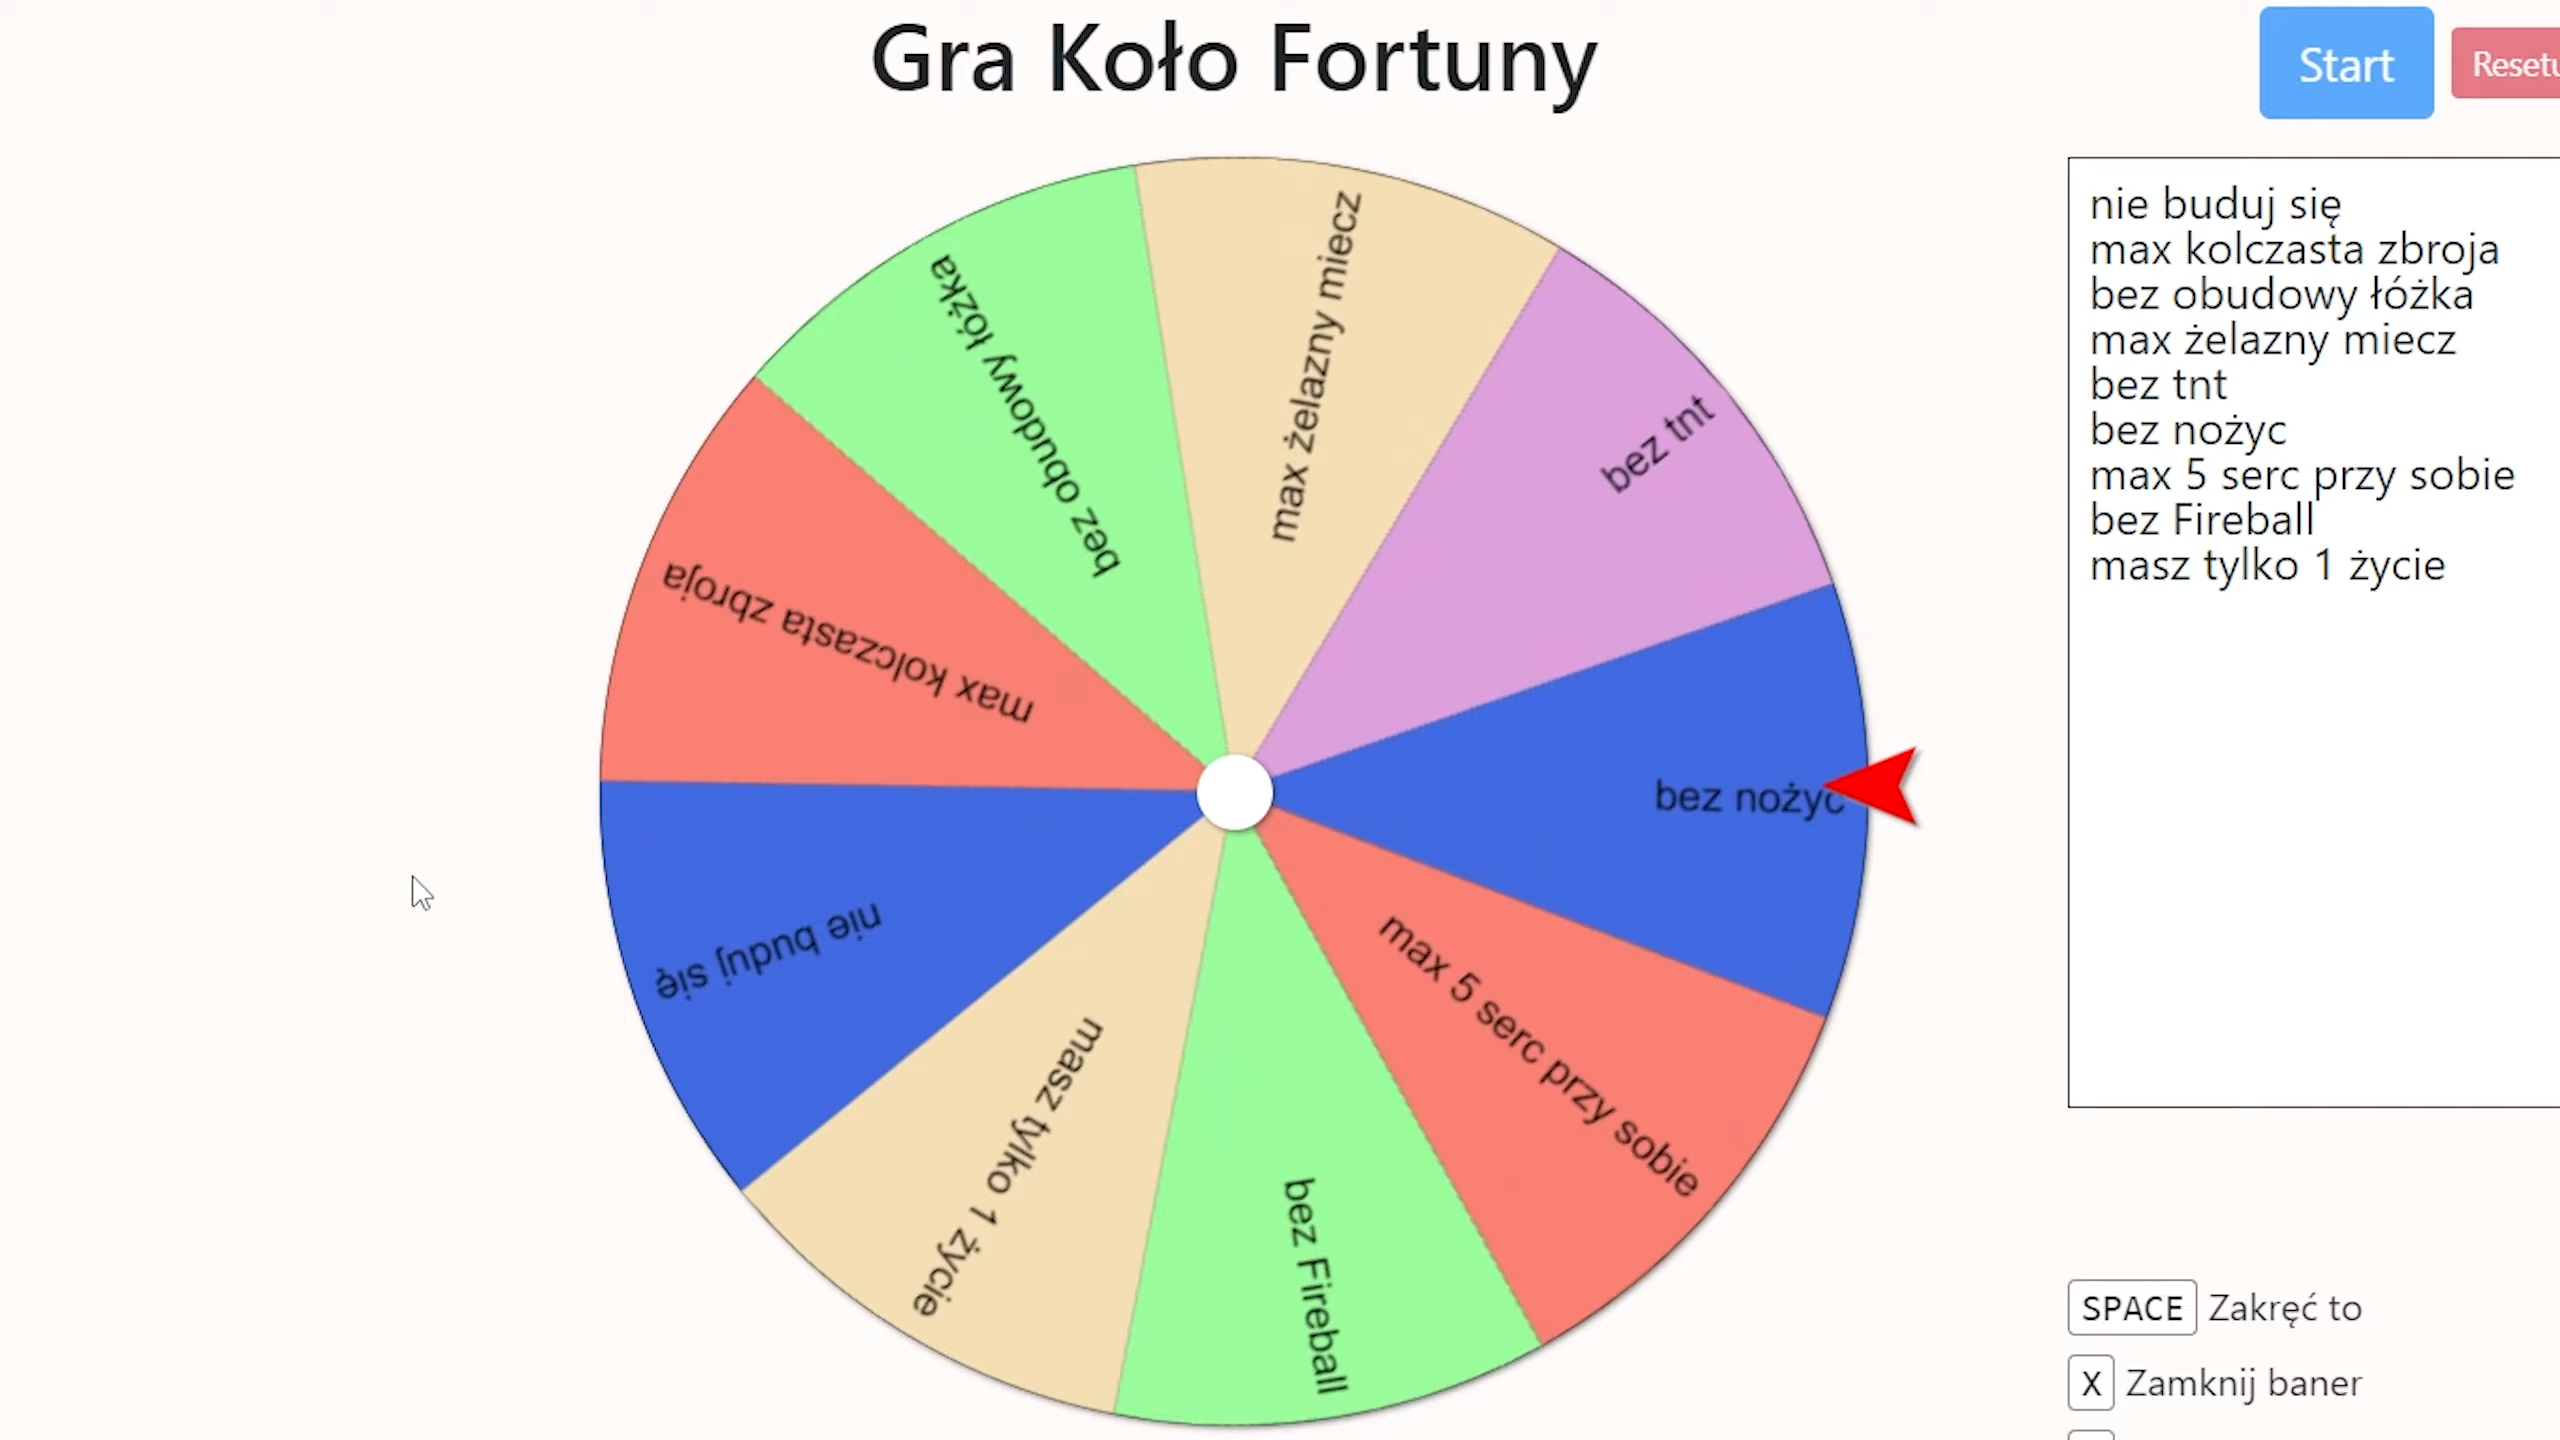 Gra Koło Fortuny
Start
Resetu
max żelazny miecz
bez obudowy łóżka
bez tnt
max kolczasta zbroja
bez nożyc
nie buduj się
max 5 serc przy sobie
masz tylko 1 życie
bez Fireball
nie buduj się
max kolczasta zbroja
bez obudowy łóżka
max żelazny miecz
bez tnt
bez nożyc
max 5 serc przy sobie
bez Fireball
masz tylko 1 życie
SPACE Zakręć to
X Zamknij baner